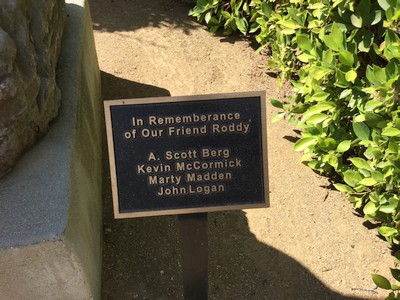 In Rememberance
of Our Friend Roddy
A. Scott Berg
Kevin McCormick
Marty Madden
John Logan